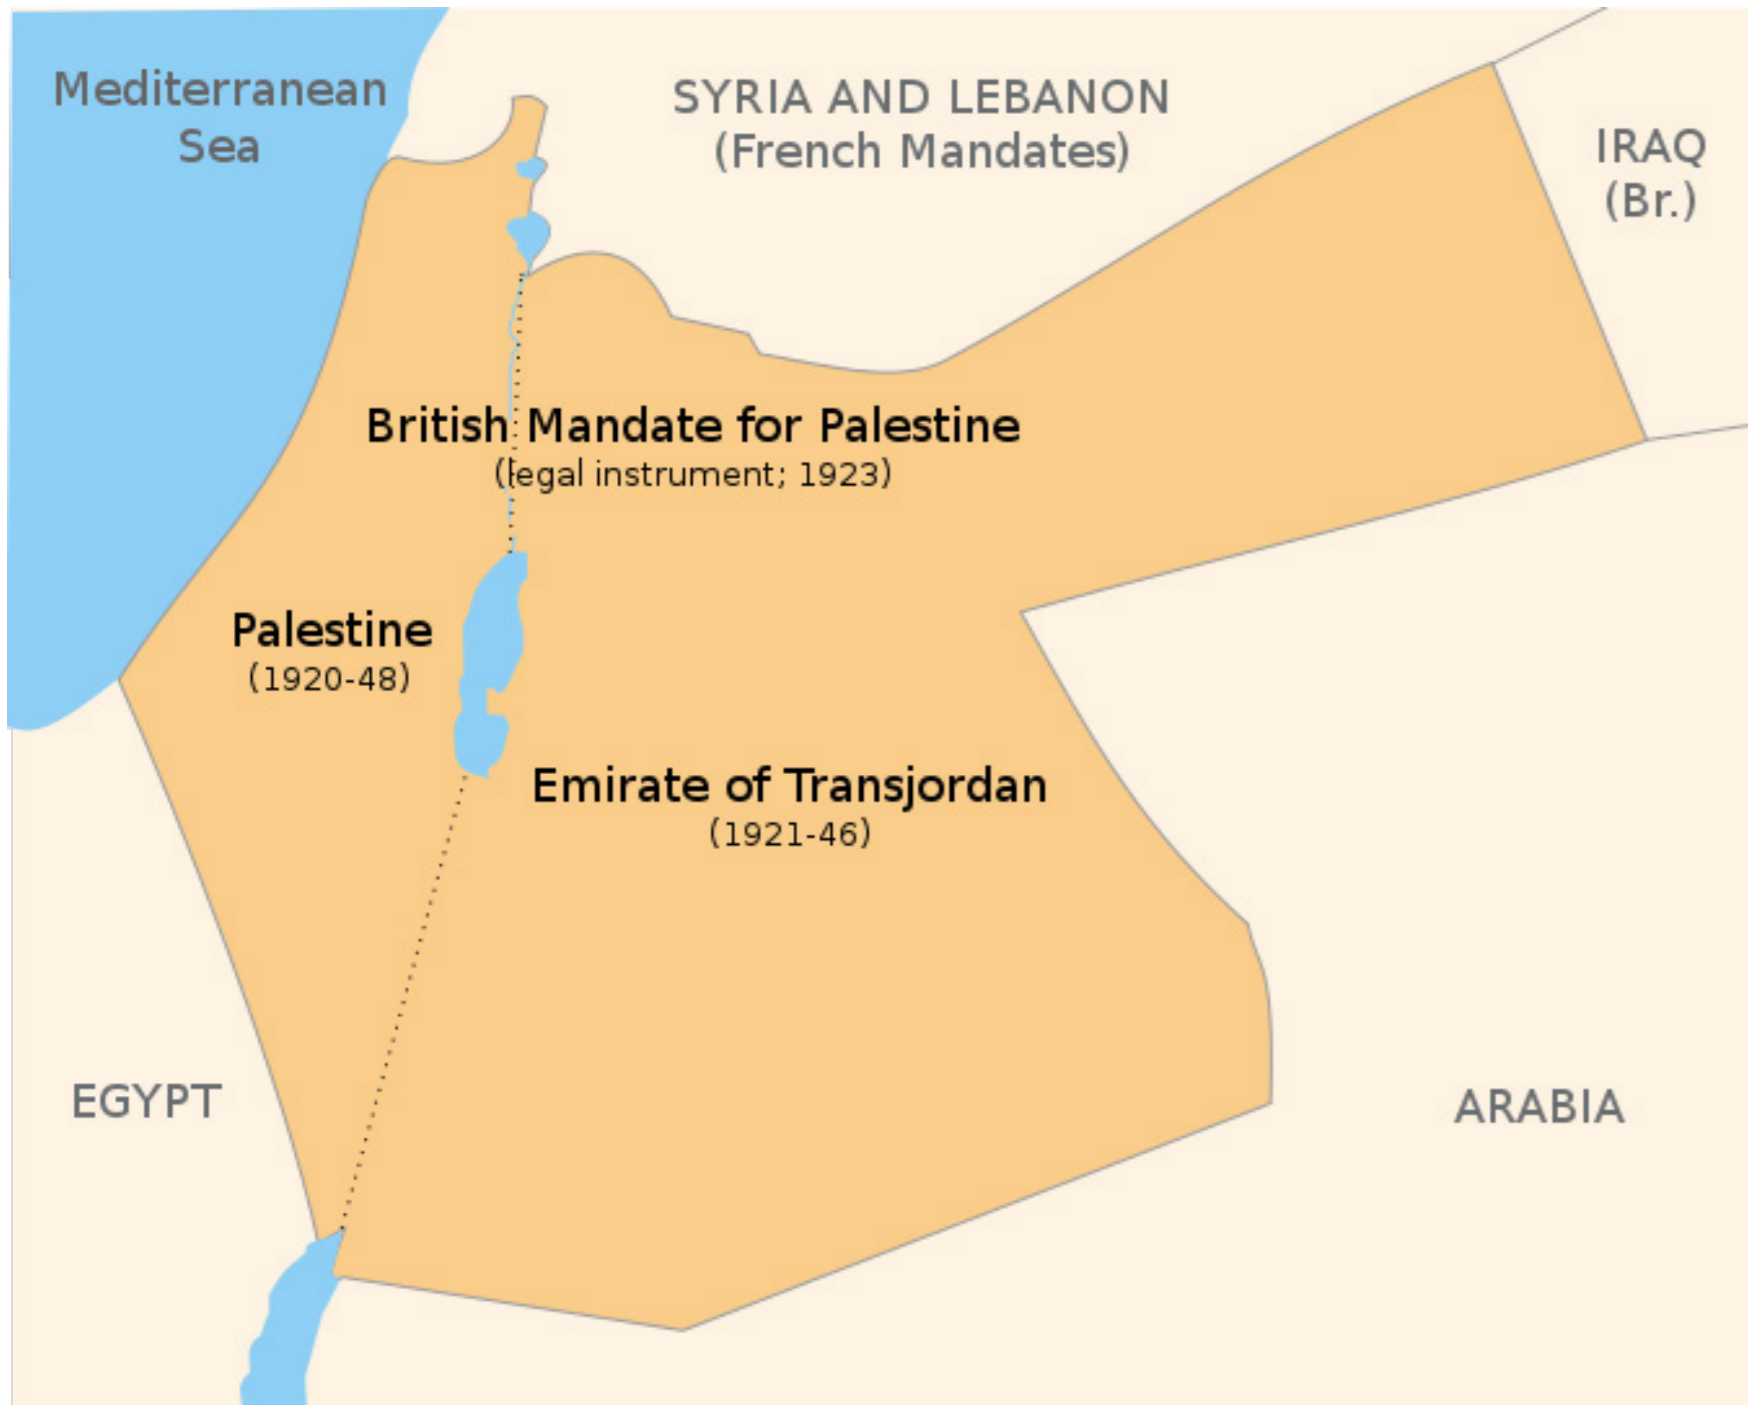 Mediterranean
Sea
SYRIA AND LEBANON
(French Mandates)
IRAQ
(Br.)
British Mandate for Palestine
(legal instrument; 1923)
Palestine
(1920-48)
Emirate of Transjordan
(1921-46)
EGYPT
ARABIA